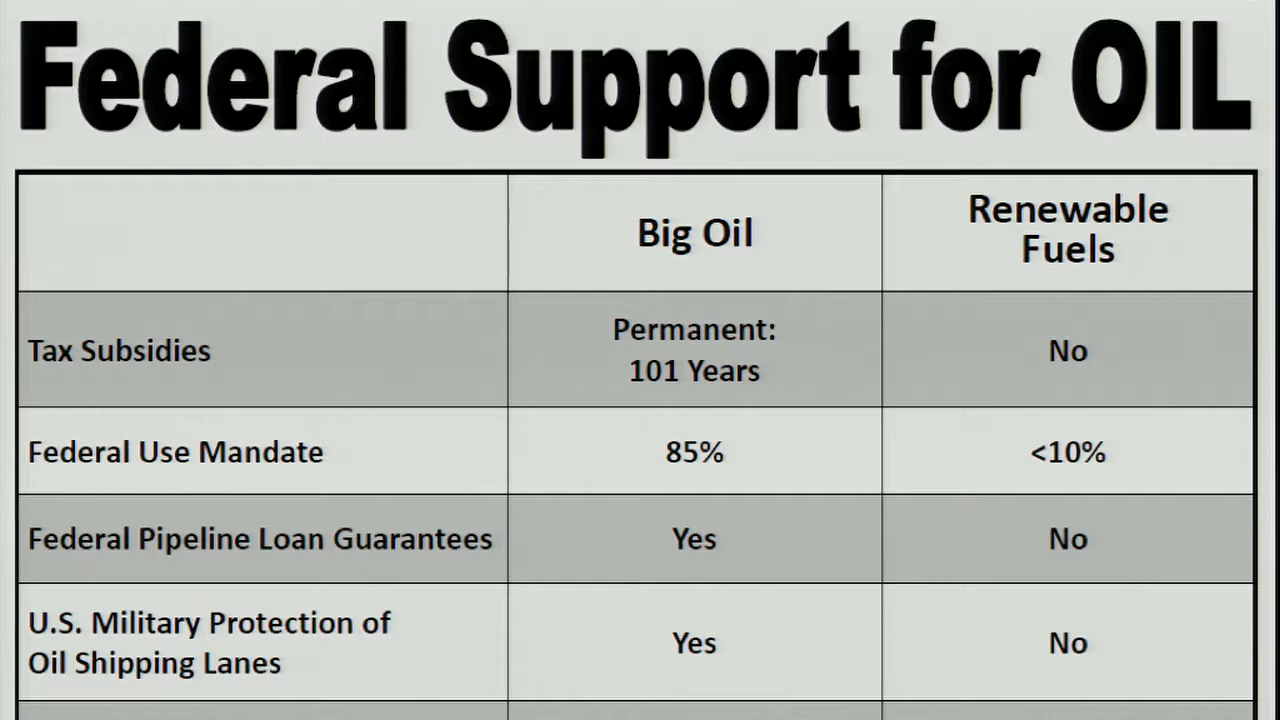 Federal Support for OIL
Big Oil
Renewable
Fuels
Tax Subsidies
Permanent:
101 Years
No
Federal Use Mandate
85%
<10%
Federal Pipeline Loan Guarantees
Yes
No
U.S. Military Protection of
Oil Shipping Lanes
Yes
No